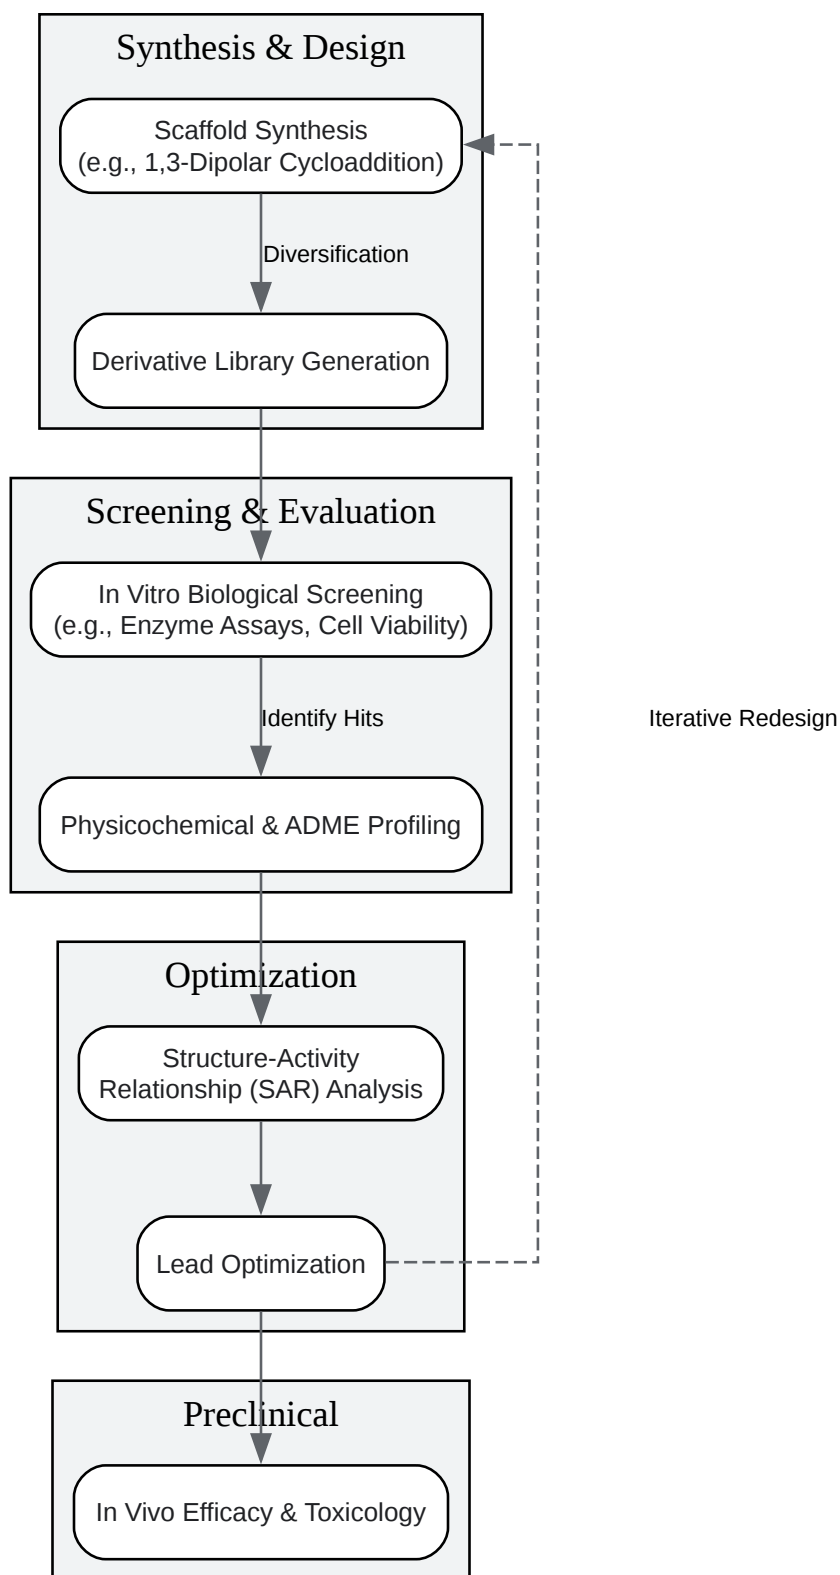 Synthesis & Design
Scaffold Synthesis
(e.g., 1,3-Dipolar Cycloaddition)
Diversification
Derivative Library Generation
Screening & Evaluation
In Vitro Biological Screening
(e.g., Enzyme Assays, Cell Viability)
Identify Hits
Iterative Redesign
Physicochemical & ADME Profiling
Optimization
Structure-Activity
Relationship (SAR) Analysis
Lead Optimization
Preclinical
In Vivo Efficacy & Toxicology